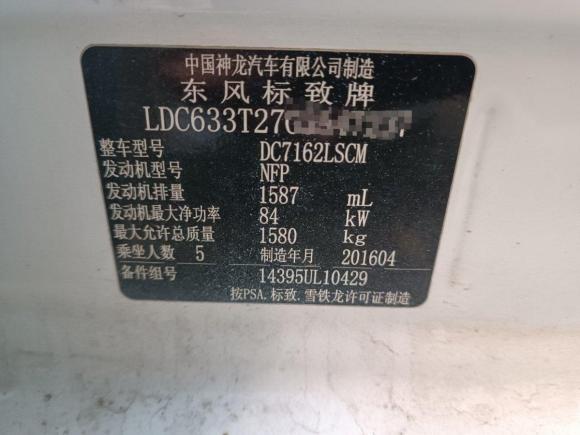 中国神龙汽车有限公司制造
东风标致牌
LDC633T27
整车型号 DC7162LSCM
发动机型号 NFP
发动机排量 1587 mL
发动机最大净功率 84 kW
最大允许总质量 1580 kg
乘坐人数 5 制造年月 201604
备件组号 14395UL10429
按PSA.标致.雪铁龙许可证制造